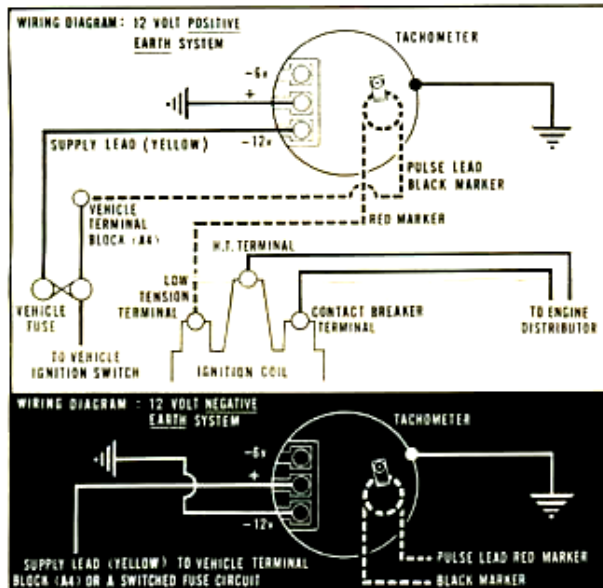 WIRING DIAGRAM: 12 VOLT POSITIVE
EARTH SYSTEM
TACHOMETER
-6v
+
-12v
SUPPLY LEAD (YELLOW)
PULSE LEAD
BLACK MARKER
RED MARKER
VEHICLE
TERMINAL
BLOCK (A4)
H.T. TERMINAL
LOW
TENSION
TERMINAL
CONTACT BREAKER
TERMINAL
TO ENGINE
DISTRIBUTOR
VEHICLE
FUSE
TO VEHICLE
IGNITION SWITCH
IGNITION COIL
WIRING DIAGRAM : 12 VOLT NEGATIVE
EARTH SYSTEM
TACHOMETER
-6v
+
-12v
SUPPLY LEAD (YELLOW) TO VEHICLE TERMINAL
BLOCK (A4) OR A SWITCHED FUSE CIRCUIT
PULSE LEAD RED MARKER
BLACK MARKER